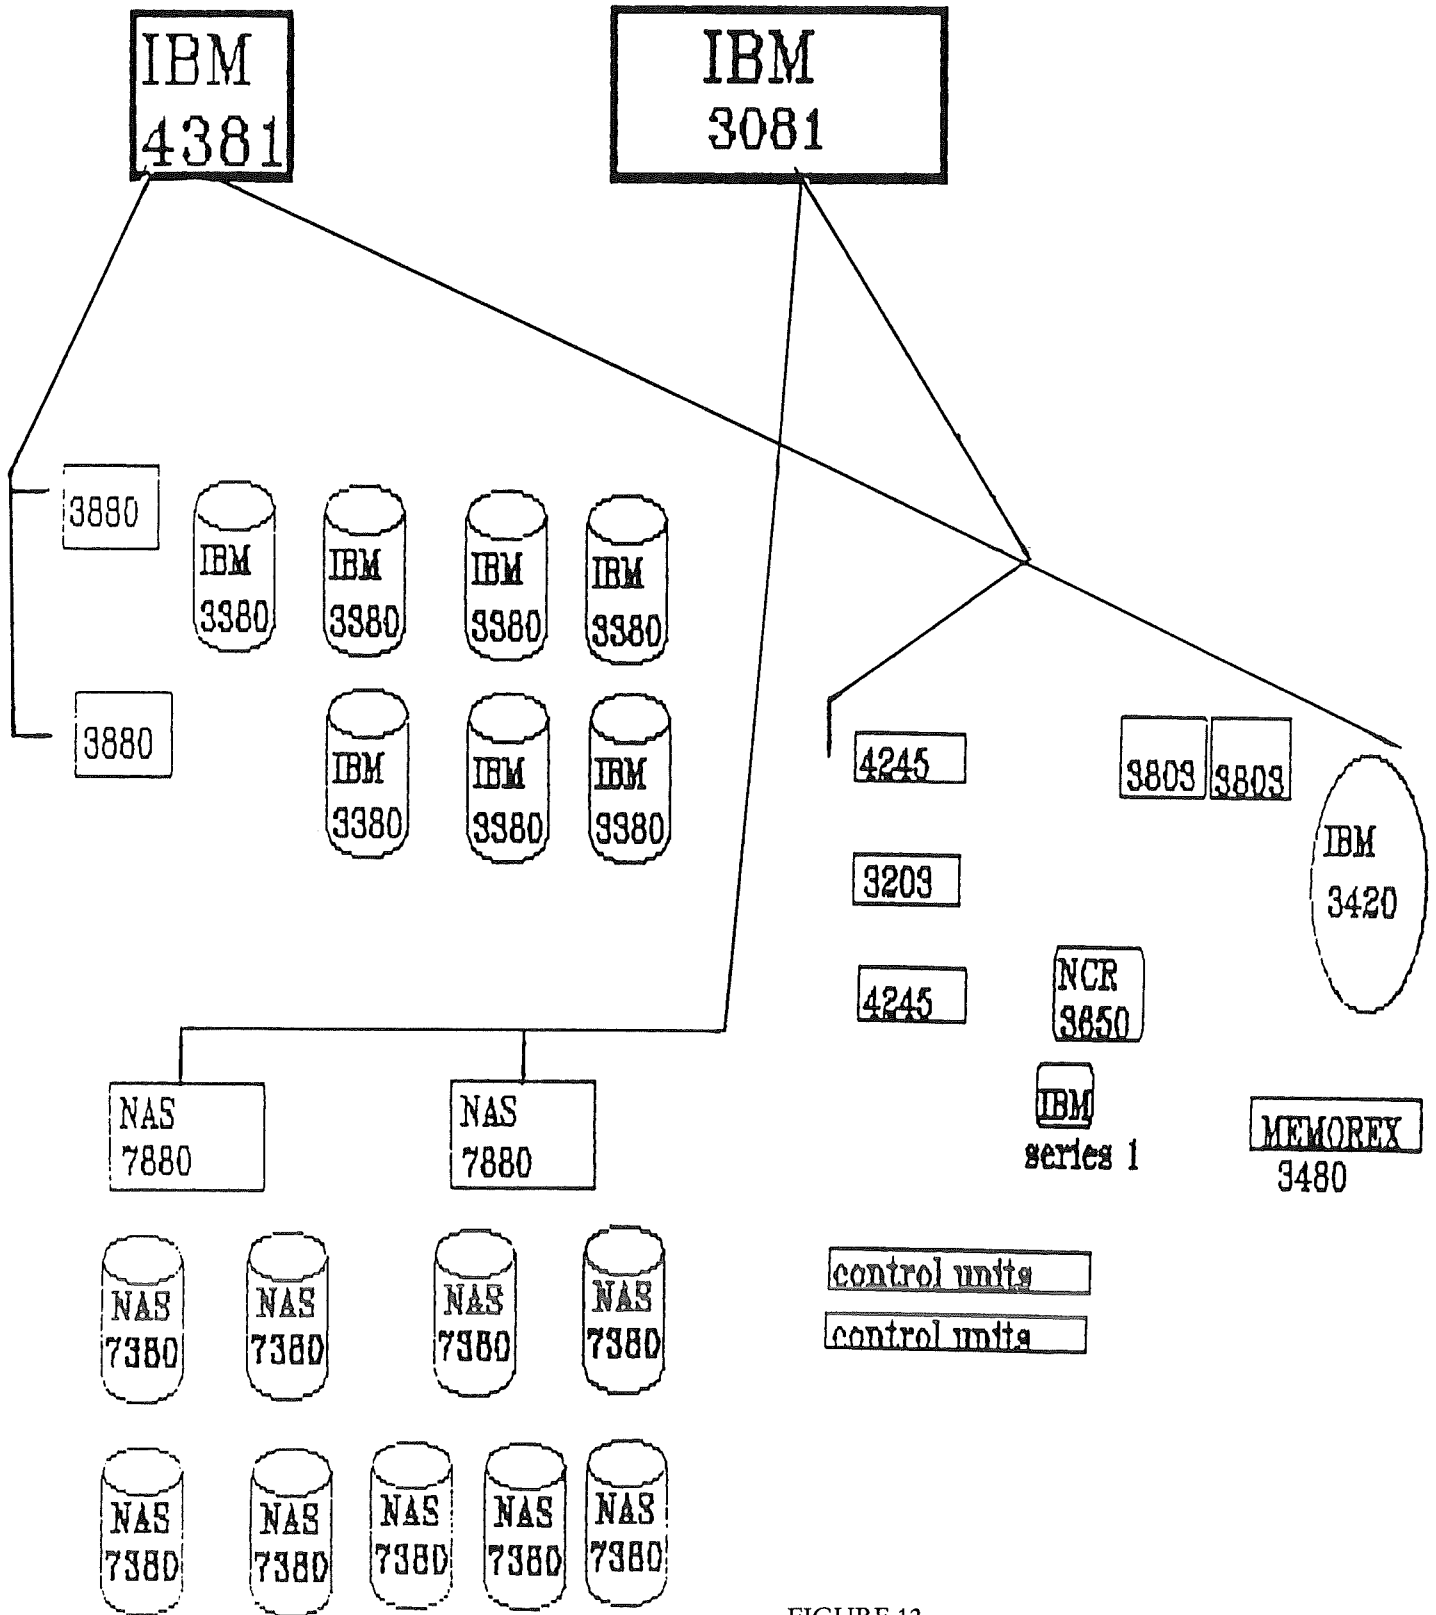 IBM
4381
IBM
3081
3880
IBM
3380
IBM
3380
IBM
3380
IBM
3380
3880
IBM
3380
IBM
3380
IBM
3380
4245
3803
3803
IBM
3420
3203
4245
NCR
3650
IBM
series 1
MEMOREX
3480
NAS
7880
NAS
7880
NAS
7380
NAS
7380
NAS
7380
NAS
7380
control units
control units
NAS
7380
NAS
7380
NAS
7380
NAS
7380
NAS
7380
FIGURE 13